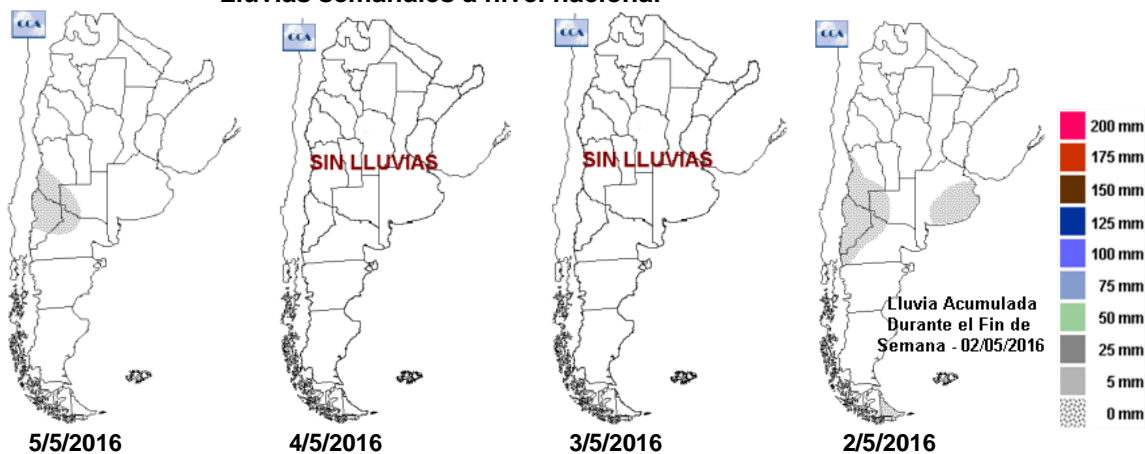 Lluvias semanales a nivel nacional
CCA
CCA
CCA
CCA
SIN LLUVIAS
SIN LLUVIAS
200 mm
175 mm
150 mm
125 mm
100 mm
75 mm
50 mm
25 mm
5 mm
0 mm
Lluvia Acumulada
Durante el Fin de
Semana - 02/05/2016
5/5/2016
4/5/2016
3/5/2016
2/5/2016